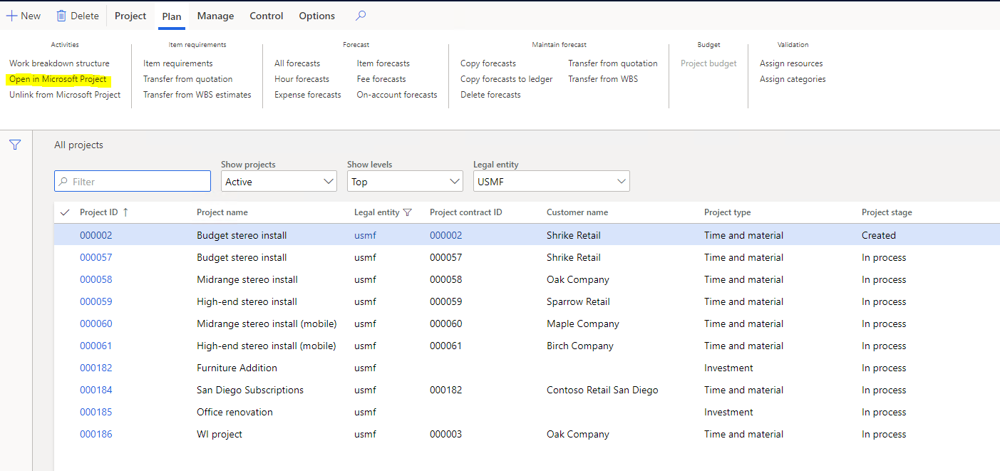 New Delete Project Plan Manage Control Options
Activities Item requirements Forecast Maintain forecast Budget Validation
Work breakdown structure Item requirements All forecasts Item forecasts Copy forecasts Transfer from quotation Project budget Assign resources
Open in Microsoft Project Transfer from quotation Hour forecasts Fee forecasts Copy forecasts to ledger Transfer from WBS Assign categories
Unlink from Microsoft Project Transfer from WBS estimates Expense forecasts On-account forecasts Delete forecasts
All projects
Show projects Show levels Legal entity
Filter Active Top USMF
Project ID Project name Legal entity Project contract ID Customer name Project type Project stage
000002 Budget stereo install usmf 000002 Shrike Retail Time and material Created
000057 Budget stereo install usmf 000057 Shrike Retail Time and material In process
000058 Midrange stereo install usmf 000058 Oak Company Time and material In process
000059 High-end stereo install usmf 000059 Sparrow Retail Time and material In process
000060 Midrange stereo install (mobile) usmf 000060 Maple Company Time and material In process
000061 High-end stereo install (mobile) usmf 000061 Birch Company Time and material In process
000182 Furniture Addition usmf Investment In process
000184 San Diego Subscriptions usmf 000182 Contoso Retail San Diego Time and material In process
000185 Office renovation usmf Investment In process
000186 WI project usmf 000003 Oak Company Time and material In process